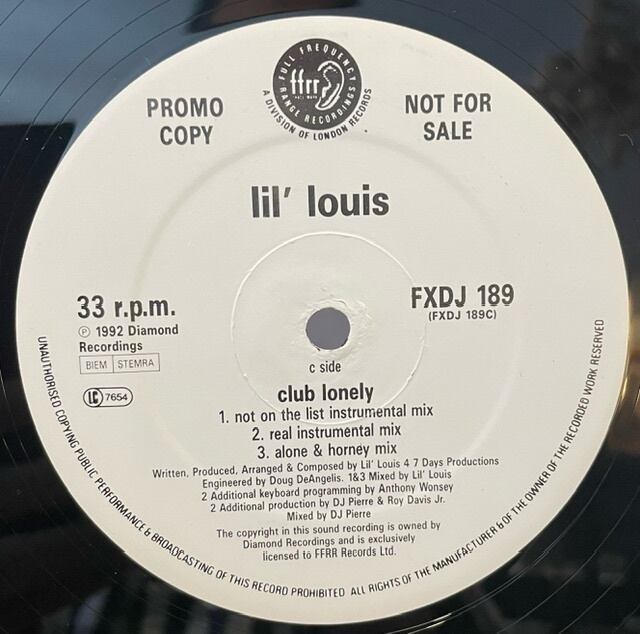 FULL FREQUENCY
ffrr
RANGE RECORDINGS
A DIVISION OF LONDON RECORDS
PROMO
COPY
NOT FOR
SALE
lil' louis
33 r.p.m.
℗ 1992 Diamond
Recordings
BIEM STEMRA
LC 7654
FXDJ 189
(FXDJ 189C)
c side
club lonely
1. not on the list instrumental mix
2. real instrumental mix
3. alone & horney mix
Written, Produced, Arranged & Composed by Lil' Louis 4 7 Days Productions
Engineered by Doug DeAngelis. 1&3 Mixed by Lil' Louis
2 Additional keyboard programming by Anthony Wonsey
2 Additional production by DJ Pierre & Roy Davis Jr.
Mixed by DJ Pierre
The copyright in this sound recording is owned by
Diamond Recordings and is exclusively
licensed to FFRR Records Ltd.
UNAUTHORISED COPYING PUBLIC PERFORMANCE & BROADCASTING OF THIS RECORD PROHIBITED ALL RIGHTS OF THE MANUFACTURER & OF THE OWNER OF THE RECORDED WORK RESERVED